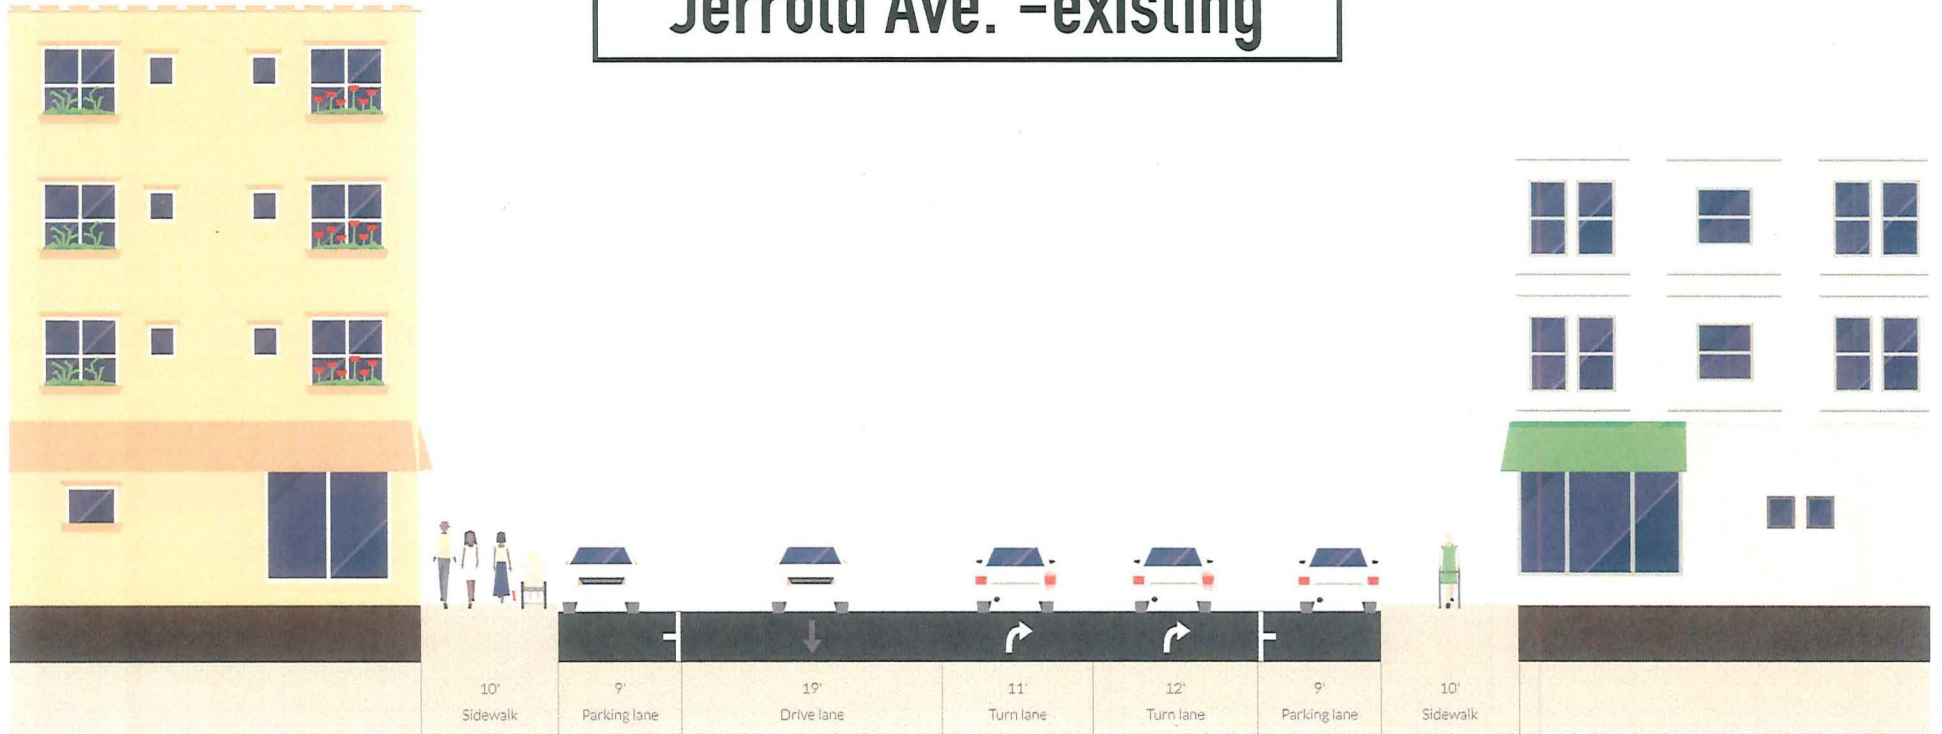 Jerrold Ave. -existing
10' 9' 19' 11' 12' 9' 10'
Sidewalk Parking lane Drive lane Turn lane Turn lane Parking lane Sidewalk